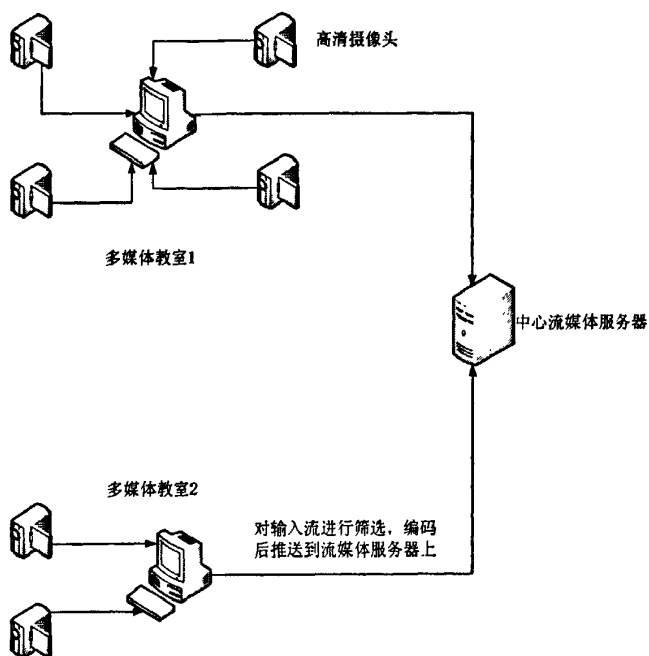 高清摄像头
多媒体教室1
中心流媒体服务器
多媒体教室2
对输入流进行筛选，编码
后推送到流媒体服务器上